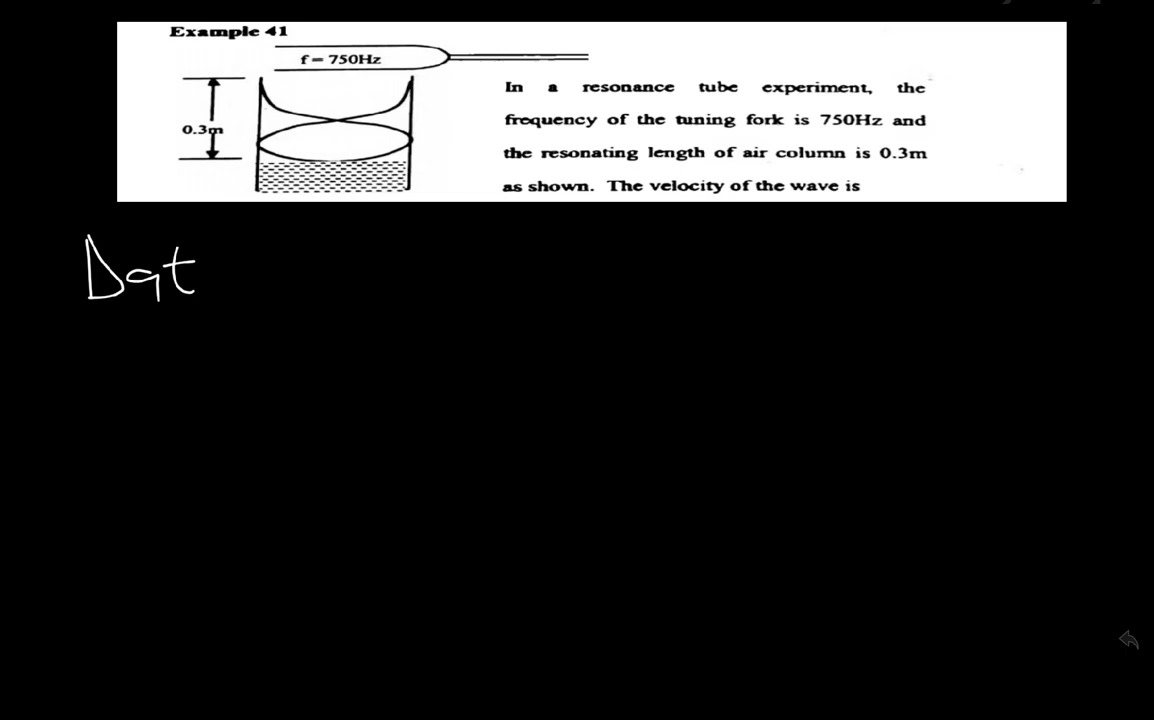 Example 41
f = 750Hz
0.3m
In a resonance tube experiment, the
frequency of the tuning fork is 750Hz and
the resonating length of air column is 0.3m
as shown. The velocity of the wave is
Dat